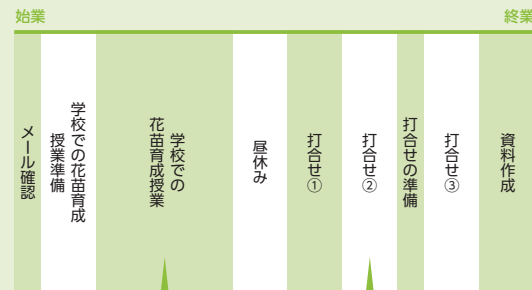 始業
終業
メール確認
学校での花苗育成
授業準備
学校での
花苗育成授業
昼休み
打合せ①
打合せ②
打合せの準備
打合せ③
資料作成